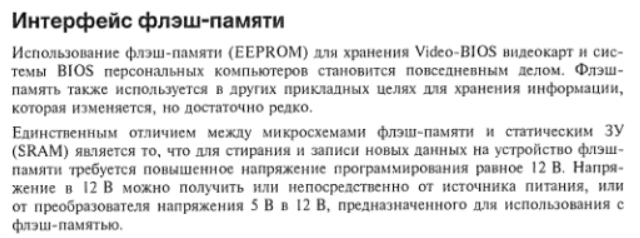 Интерфейс флэш-памяти
Использование флэш-памяти (EEPROM) для хранения Video-BIOS видеокарт и сис-
темы BIOS персональных компьютеров становится повседневным делом. Флэш-
память также используется в других прикладных целях для хранения информации,
которая изменяется, но достаточно редко.
Единственным отличием между микросхемами флэш-памяти и статическим ЗУ
(SRAM) является то, что для стирания и записи новых данных на устройство флэш-
памяти требуется повышенное напряжение программирования равное 12 В. Напря-
жение в 12 В можно получить или непосредственно от источника питания, или
от преобразователя напряжения 5 В в 12 В, предназначенного для использования с
флэш-памятью.